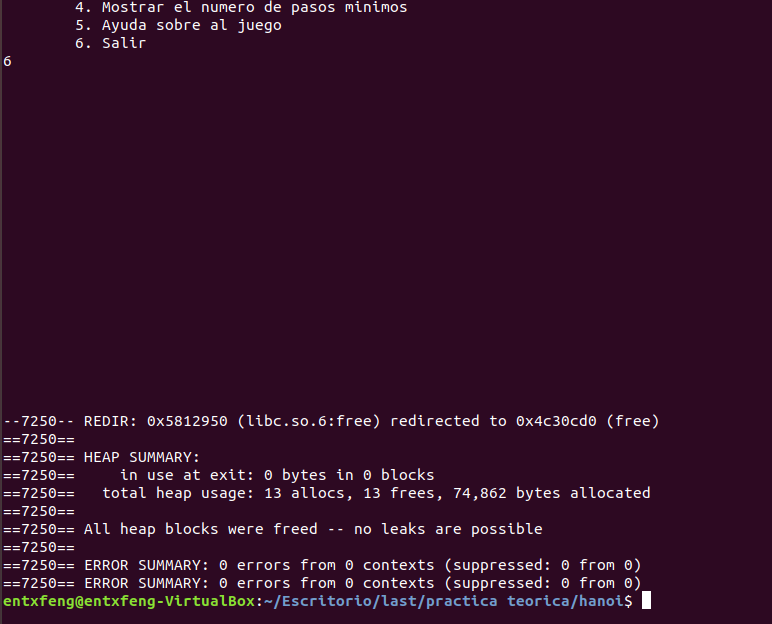 4. Mostrar el numero de pasos minimos
5. Ayuda sobre al juego
6. Salir
6
--7250-- REDIR: 0x5812950 (libc.so.6:free) redirected to 0x4c30cd0 (free)
==7250==
==7250== HEAP SUMMARY:
==7250==     in use at exit: 0 bytes in 0 blocks
==7250==   total heap usage: 13 allocs, 13 frees, 74,862 bytes allocated
==7250==
==7250== All heap blocks were freed -- no leaks are possible
==7250==
==7250== ERROR SUMMARY: 0 errors from 0 contexts (suppressed: 0 from 0)
==7250== ERROR SUMMARY: 0 errors from 0 contexts (suppressed: 0 from 0)
entxfeng@entxfeng-VirtualBox:~/Escritorio/last/practica teorica/hanoi$